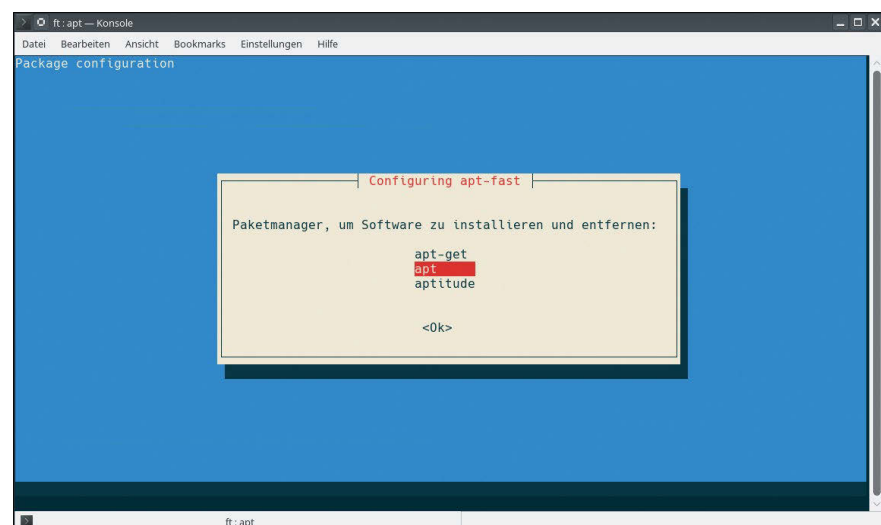 ft : apt — Konsole
Datei Bearbeiten Ansicht Bookmarks Einstellungen Hilfe
Package configuration
Configuring apt-fast
Paketmanager, um Software zu installieren und entfernen:
apt-get
apt
aptitude
<Ok>
ft : apt